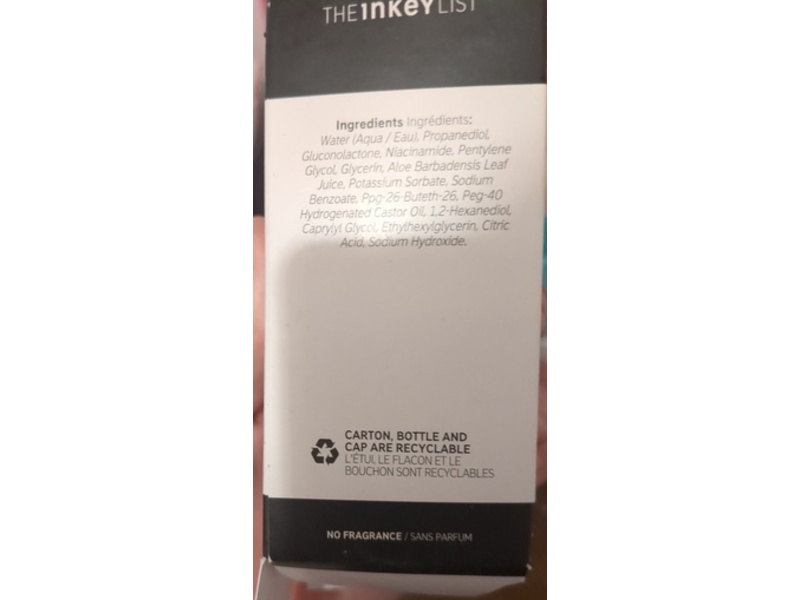 THE INKEY LIST
Ingredients Ingrédients:
Water (Aqua / Eau), Propanediol,
Gluconolactone, Niacinamide, Pentylene
Glycol, Glycerin, Aloe Barbadensis Leaf
Juice, Potassium Sorbate, Sodium
Benzoate, Ppg-26-Buteth-26, Peg-40
Hydrogenated Castor Oil, 1,2-Hexanediol,
Caprylyl Glycol, Ethylhexylglycerin, Citric
Acid, Sodium Hydroxide.
CARTON, BOTTLE AND
CAP ARE RECYCLABLE
L'ÉTUI, LE FLACON ET LE
BOUCHON SONT RECYCLABLES
NO FRAGRANCE / SANS PARFUM